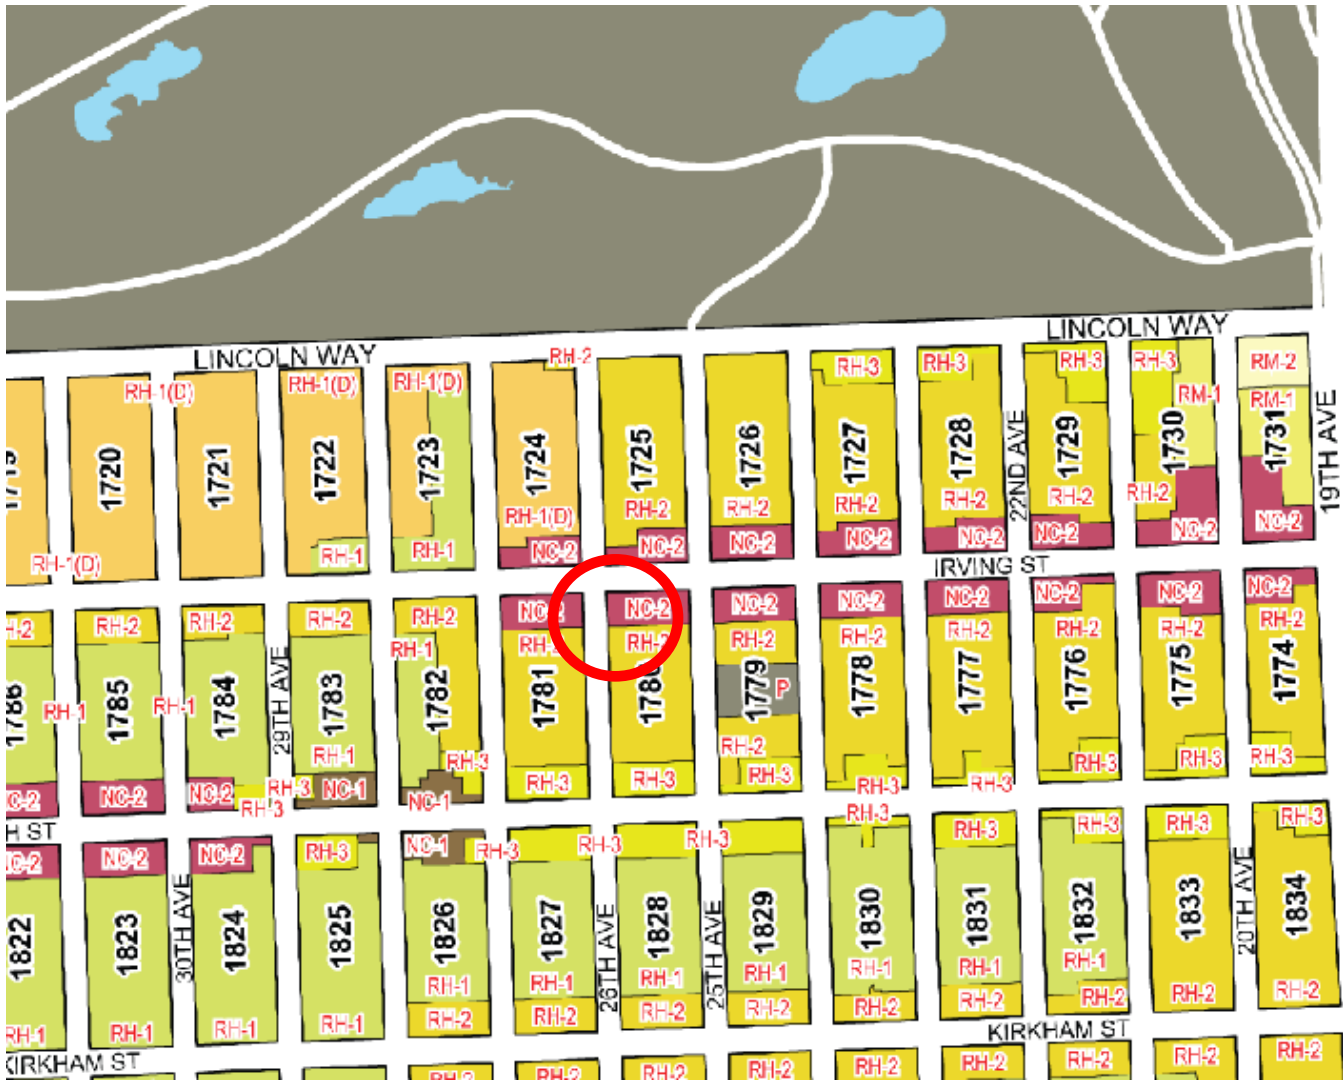 LINCOLN WAY
LINCOLN WAY
RH-2
RH-1(D)
RH-1(D)
RH-1(D)
RH-3
RH-3
RH-3
RH-3
RM-2
RM-1
RM-1
1720
1721
1722
1723
1724
1725
1726
1727
1728
22ND AVE
1729
1730
1731
19TH AVE
RH-1(D)
RH-2
RH-2
RH-2
RH-2
RH-2
RH-2
RH-1(D)
RH-1
RH-1
NC-2
NC-2
NC-2
NC-2
NC-2
NC-2
NC-2
NC-2
IRVING ST
NC-2
NC-2
NC-2
NC-2
NC-2
NC-2
NC-2
NC-2
RH-2
RH-2
RH-2
RH-2
RH-2
RH-2
RH-2
RH-2
RH-2
RH-2
RH-2
RH-2
RH-1
1786
RH-1
1785
RH-1
1784
29TH AVE
1783
1782
1781
1780
1779
P
1778
1777
1776
1775
1774
RH-1
RH-2
RH-3
RH-3
RH-3
RH-3
RH-3
RH-3
RH-3
RH-3
RH-3
RH-3
NC-2
NC-2
NC-2
RH-3
NC-1
NC-1
H ST
RH-3
NC-2
NC-2
NC-2
RH-3
NC-1
RH-3
RH-3
RH-3
RH-3
RH-3
RH-3
RH-3
1822
1823
30TH AVE
1824
1825
1826
1827
26TH AVE
1828
25TH AVE
1829
1830
1831
1832
1833
20TH AVE
1834
RH-1
RH-1
RH-1
RH-1
RH-1
RH-1
RH-1
RH-1
RH-1
RH-1
RH-1
RH-2
RH-2
RH-2
RH-2
RH-2
RH-2
RH-2
RH-2
RH-2
KIRKHAM ST
KIRKHAM ST
RH-2
RH-2
RH-2
RH-2
RH-2
RH-2
RH-2
RH-2
RH-2